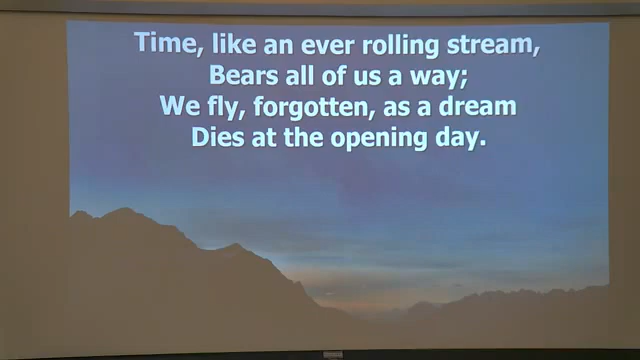 Time, like an ever rolling stream,
Bears all of us a way;
We fly, forgotten, as a dream
Dies at the opening day.